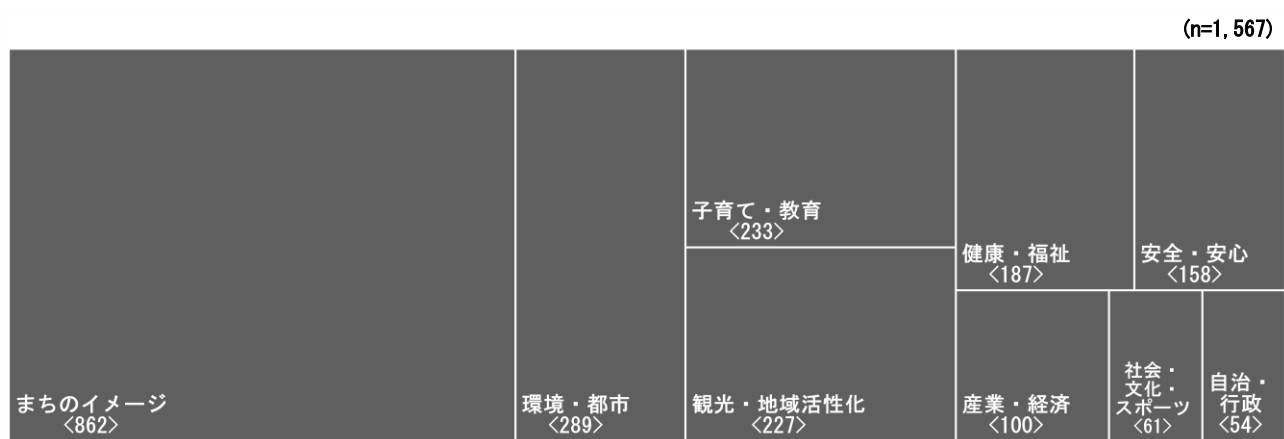 (n=1,567)
まちのイメージ
<862>
環境・都市
<289>
子育て・教育
<233>
観光・地域活性化
<227>
健康・福祉
<187>
安全・安心
<158>
産業・経済
<100>
社会・
文化・
スポーツ
<61>
自治・
行政
<54>